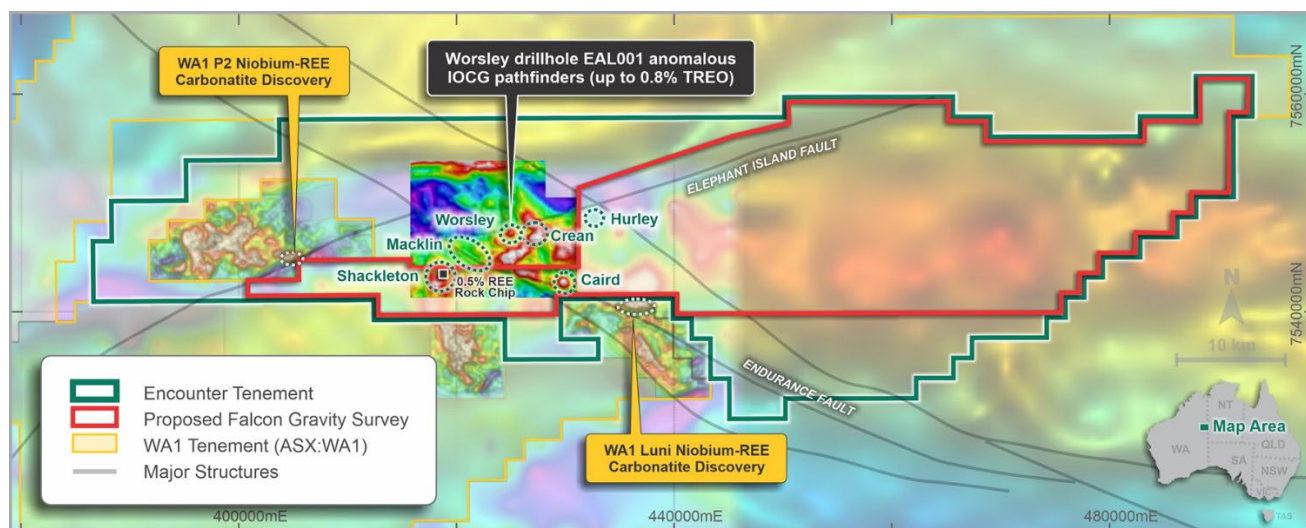 WA1 P2 Niobium-REE
Carbonatite Discovery
Worsley drillhole EAL001 anomalous
IOCG pathfinders (up to 0.8% TREO)
7560000mN
ELEPHANT ISLAND FAULT
Worsley
Hurley
Crean
Macklin
Shackleton
0.5% REE
Rock Chip
Caird
N
7540000mN
10 km
ENDURANCE FAULT
Encounter Tenement
Proposed Falcon Gravity Survey
WA1 Tenement (ASX:WA1)
Major Structures
WA1 Luni Niobium-REE
Carbonatite Discovery
NT
Map Area
WA
QLD
SA
NSW
VIC
TAS
400000mE
440000mE
480000mE